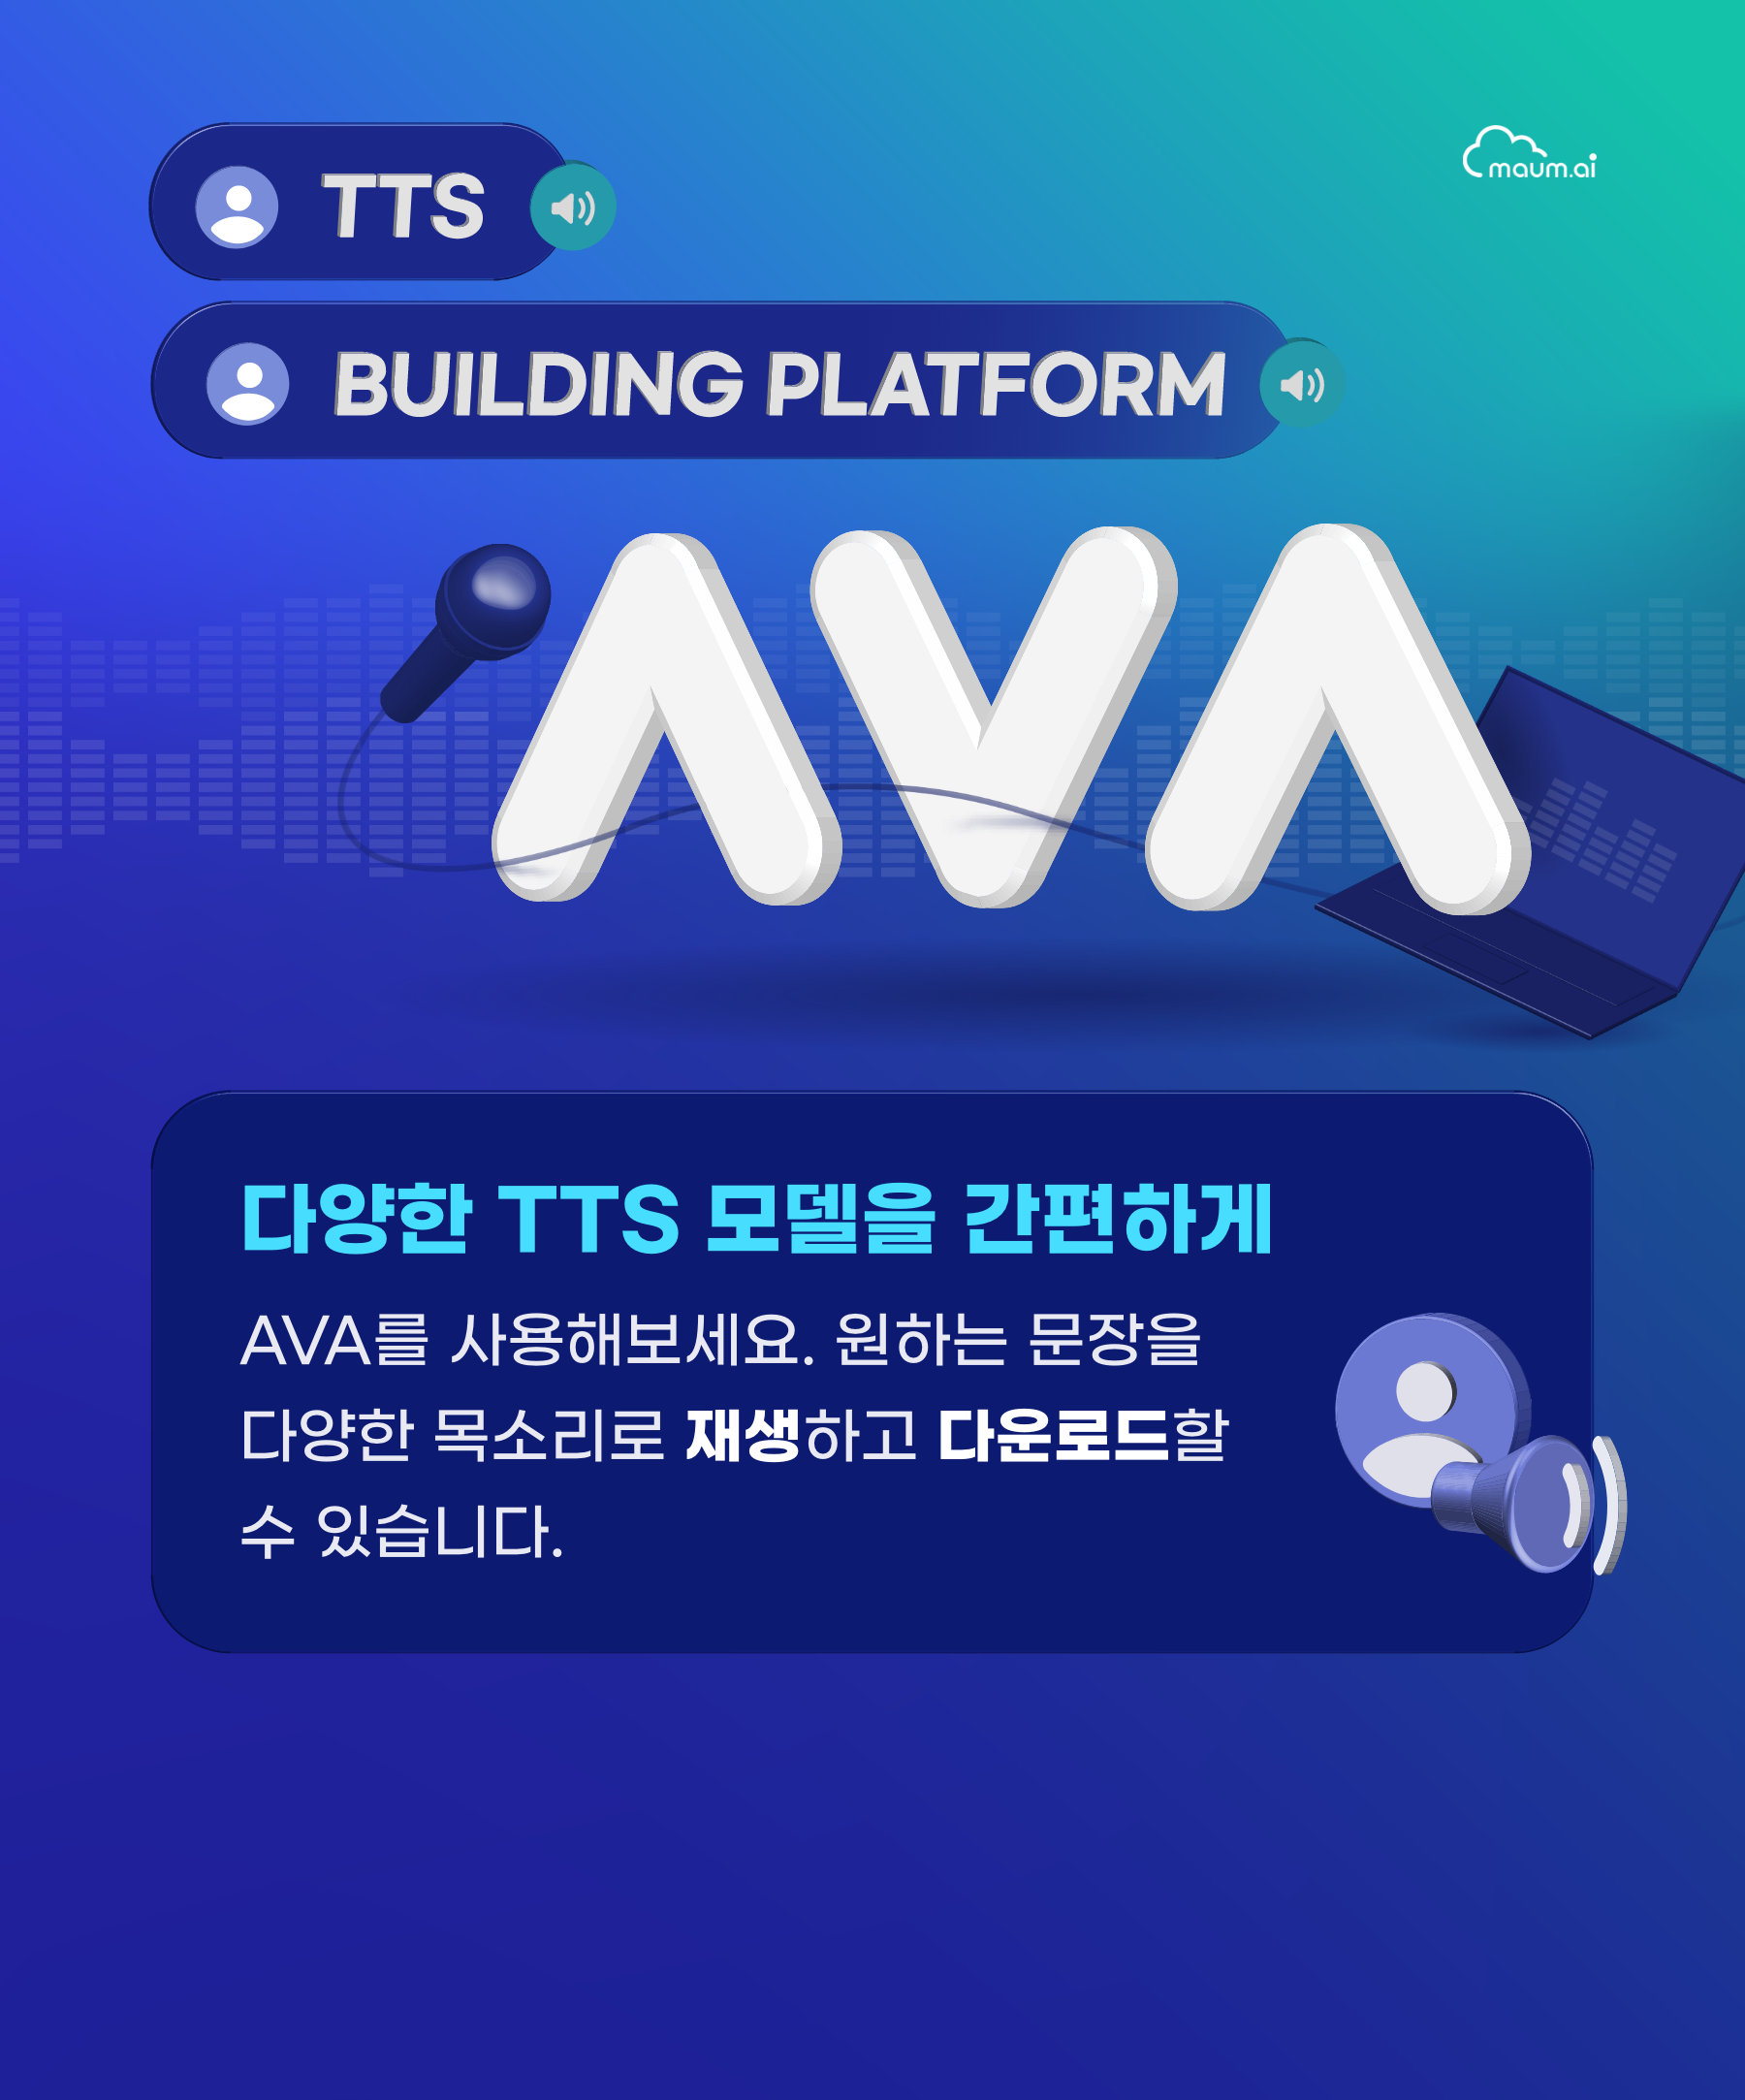 TTS
maum.ai
BUILDING PLATFORM
AVA
다양한 TTS 모델을 간편하게
AVA를 사용해보세요. 원하는 문장을
다양한 목소리로 재생하고 다운로드할
수 있습니다.